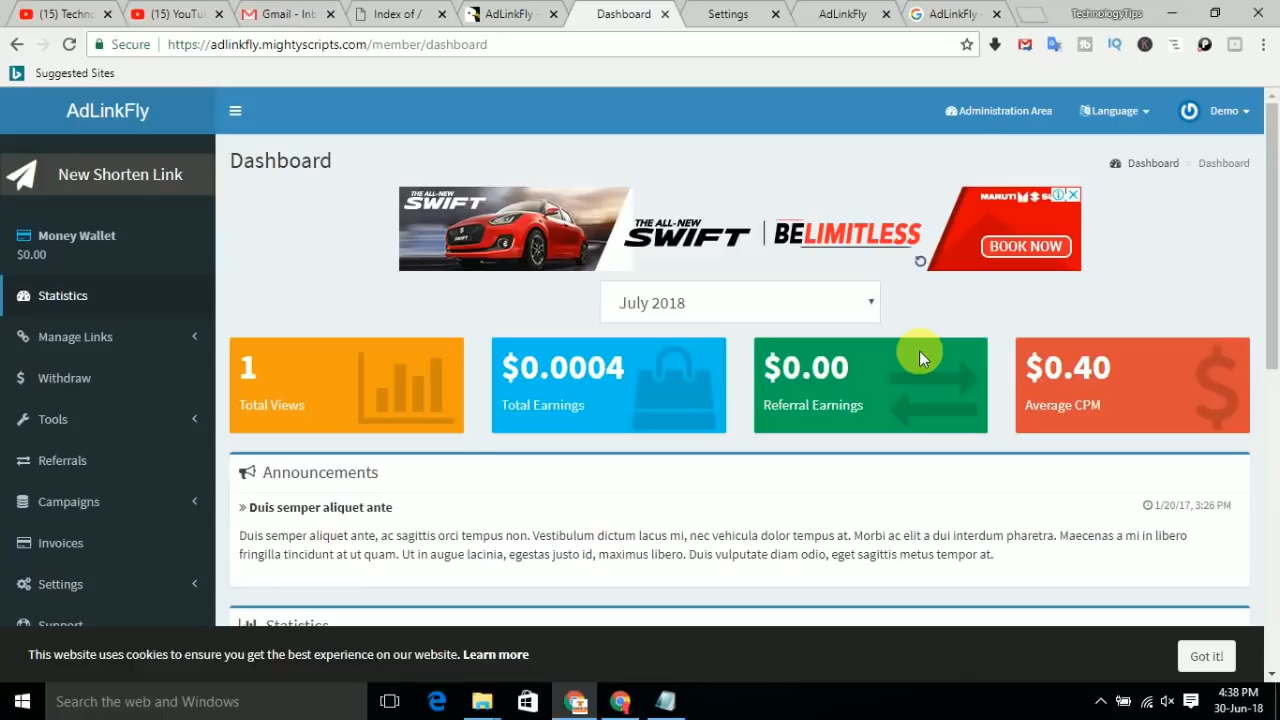 (15) Techno
(15) YouTu
Gmail - Inb
Index of /
AdLinkFly -
Dashboard
Settings
AdLinkFly
AdLinkFly -
TechnologyTips
Secure
https://adlinkfly.mightyscripts.com/member/dashboard
Suggested Sites
AdLinkFly
Administration Area
Language
Demo
New Shorten Link
Dashboard
Dashboard > Dashboard
THE ALL-NEW
SWIFT
THE ALL-NEW
SWIFT
BELIMITLESS
MARUTI
BOOK NOW
Money Wallet
$0.00
Statistics
July 2018
Manage Links
1
Total Views
$0.0004
Total Earnings
$0.00
Referral Earnings
$0.40
Average CPM
Withdraw
Tools
Referrals
Campaigns
Invoices
Settings
Support
Announcements
» Duis semper aliquet ante
1/20/17, 3:26 PM
Duis semper aliquet ante, ac sagittis orci tempus non. Vestibulum dictum lacus mi, nec vehicula dolor tempus at. Morbi ac elit a dui interdum pharetra. Maecenas a mi in libero
fringilla tincidunt at ut quam. Ut in augue lacinia, egestas justo id, maximus libero. Duis vulputate diam odio, eget sagittis metus tempor at.
Statistics
This website uses cookies to ensure you get the best experience on our website. Learn more
Got it!
Search the web and Windows
4:38 PM
30-Jun-18